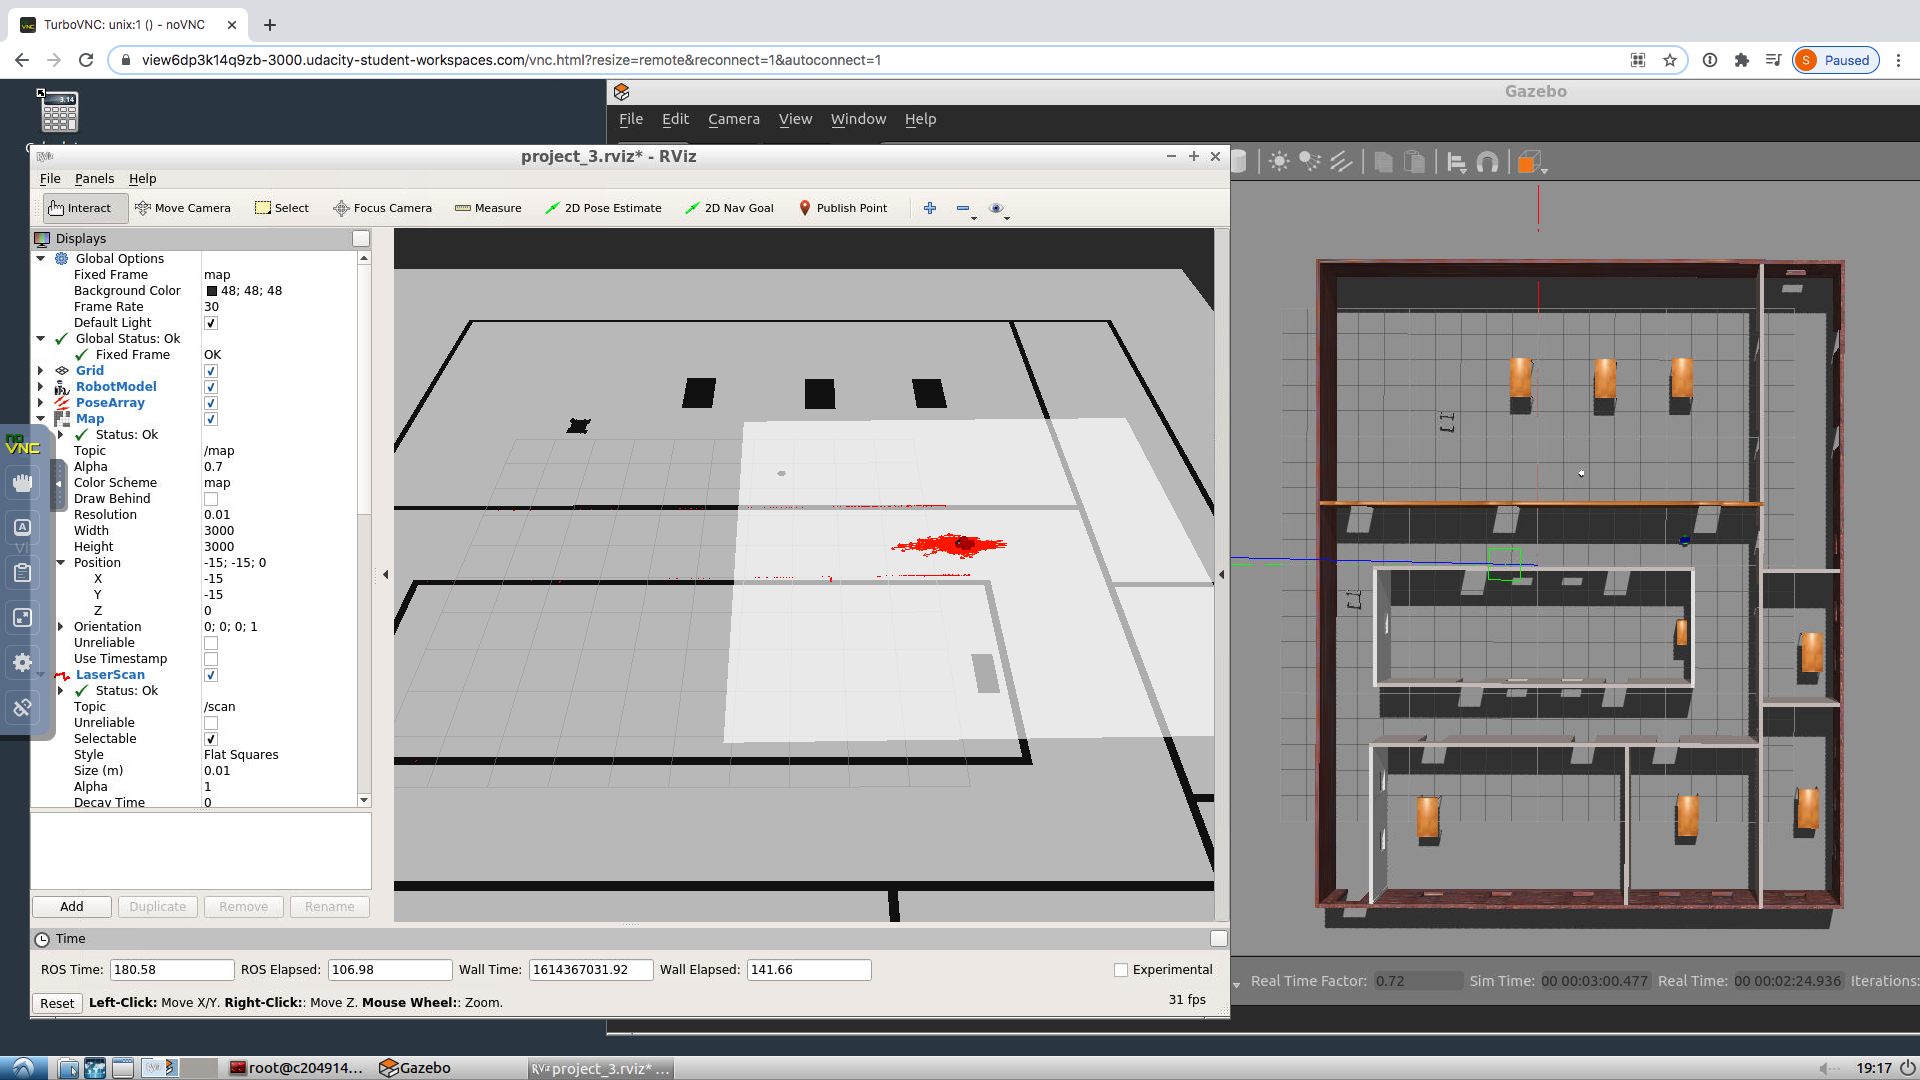 TurboVNC: unix:1 () - noVNC
view6dp3k14q9zb-3000.udacity-student-workspaces.com/vnc.html?resize=remote&reconnect=1&autoconnect=1
S Paused
3.14
Gazebo
File Edit Camera View Window Help
project_3.rviz* - RViz
File Panels Help
Interact Move Camera Select Focus Camera Measure 2D Pose Estimate 2D Nav Goal Publish Point
Displays
Global Options
Fixed Frame map
Background Color 48; 48; 48
Frame Rate 30
Default Light
Global Status: Ok
Fixed Frame OK
Grid
RobotModel
PoseArray
Map
Status: Ok
Topic /map
Alpha 0.7
Color Scheme map
Draw Behind
Resolution 0.01
Width 3000
Height 3000
Position -15; -15; 0
X -15
Y -15
Z 0
Orientation 0; 0; 0; 1
Unreliable
Use Timestamp
LaserScan
Status: Ok
Topic /scan
Unreliable
Selectable
Style Flat Squares
Size (m) 0.01
Alpha 1
Decay Time 0
no
VNC
A
Add Duplicate Remove Rename
Time
ROS Time: 180.58 ROS Elapsed: 106.98 Wall Time: 1614367031.92 Wall Elapsed: 141.66 Experimental
Reset Left-Click: Move X/Y. Right-Click:: Move Z. Mouse Wheel:: Zoom. 31 fps
Real Time Factor: 0.72 Sim Time: 00 00:03:00.477 Real Time: 00 00:02:24.936 Iterations:
root@c204914... Gazebo project_3.rviz* ... 19:17